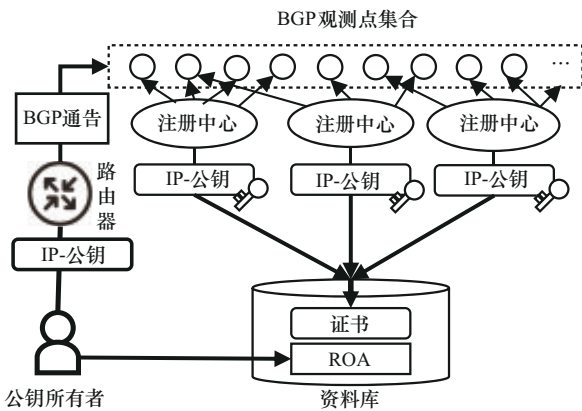 BGP观测点集合
…
BGP通告
注册中心
注册中心
注册中心
路由器
IP-公钥
IP-公钥
IP-公钥
IP-公钥
证书
ROA
公钥所有者
资料库